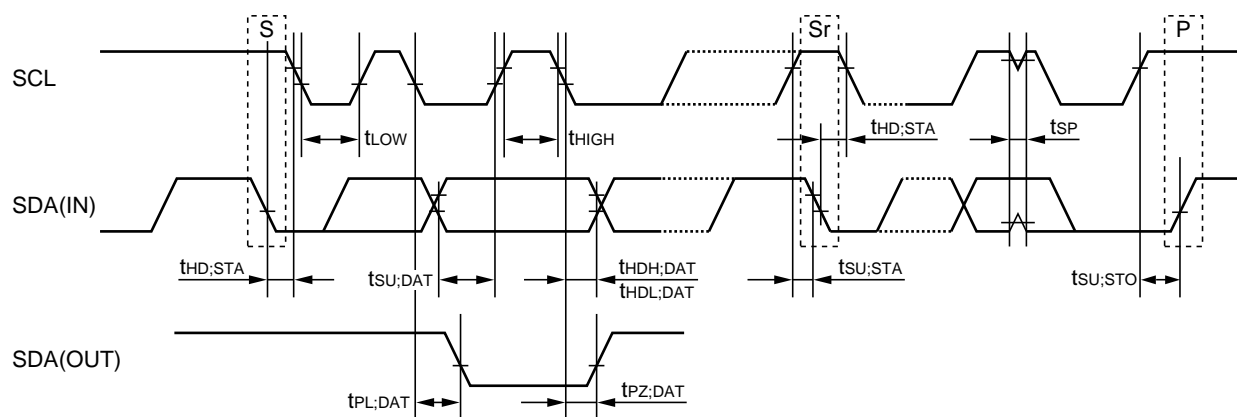 S Sr P
SCL
tLOW tHIGH tHD;STA tSP
SDA(IN)
tHD;STA tSU;DAT tHDH;DAT tSU;STA tSU;STO
tHDL;DAT
SDA(OUT)
tPL;DAT tPZ;DAT